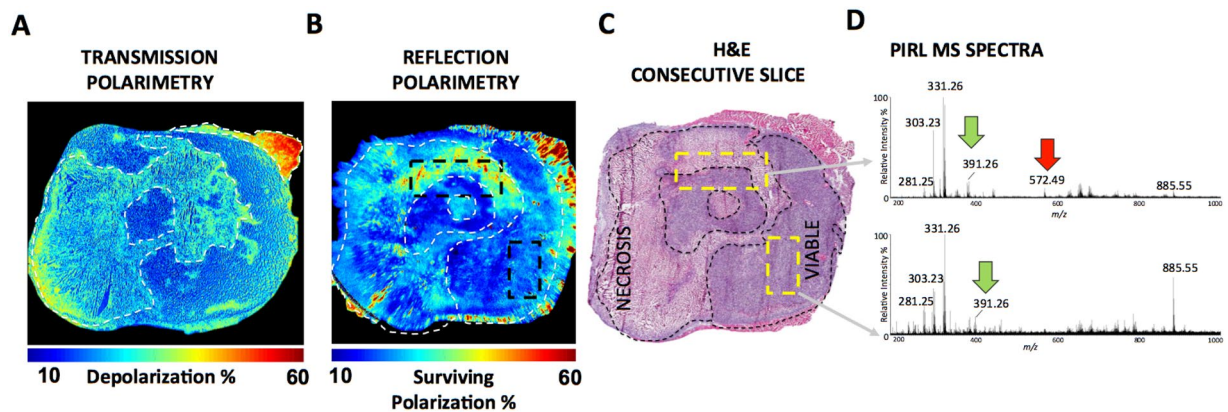 A
TRANSMISSION
POLARIMETRY
10 Depolarization % 60
B
REFLECTION
POLARIMETRY
10 Surviving 60
Polarization %
C
H&E
CONSECUTIVE SLICE
NECROSIS
VIABLE
D
PIRL MS SPECTRA
331.26
100
303.23
391.26
572.49
281.25
885.55
Relative Intensity %
0
200 400 600 800 1000
m/z
331.26
100
885.55
303.23
391.26
281.25
Relative Intensity %
0
200 400 600 800 1000
m/z